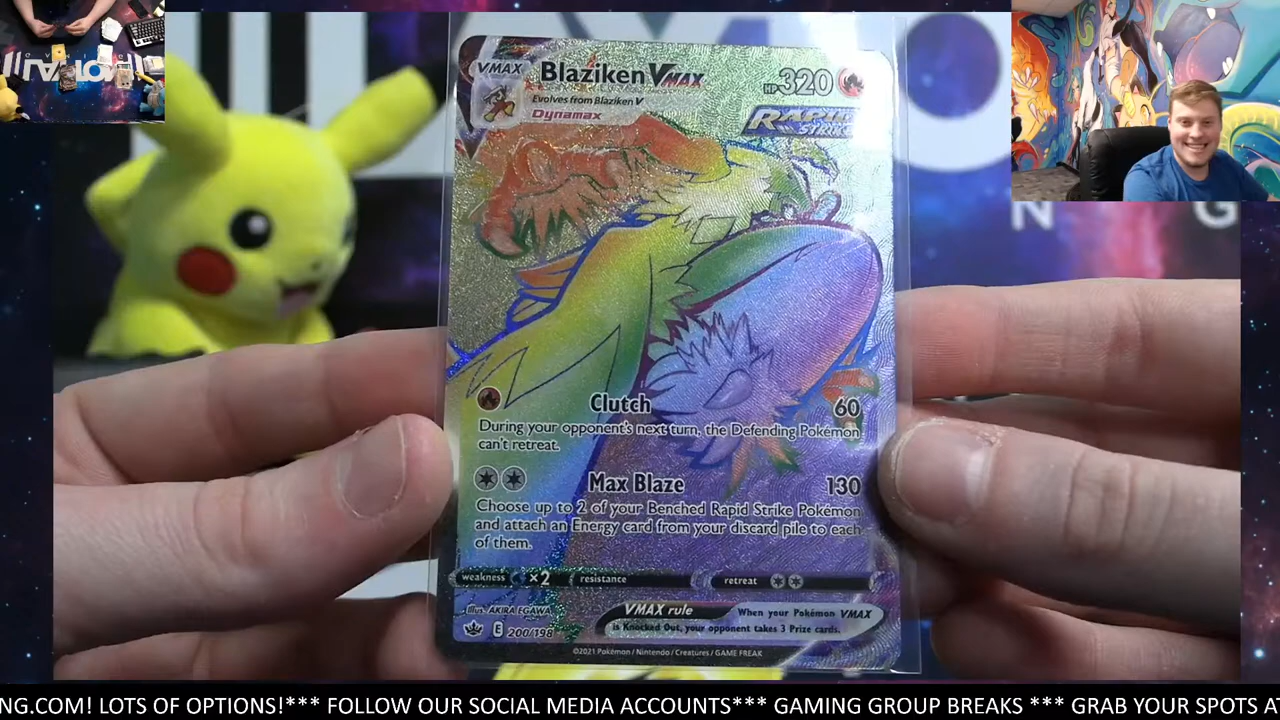 VMAX
Blaziken VMAX
HP 320
Evolves from Blaziken V
Dynamax
RAPID
STRIKE
N G
Clutch 60
During your opponent's next turn, the Defending Pokémon
can't retreat.
Max Blaze 130
Choose up to 2 of your Benched Rapid Strike Pokémon
and attach an Energy card from your discard pile to each
of them.
weakness ×2 resistance retreat
Illus. AKIRA EGAWA
VMAX rule
When your Pokémon VMAX
is Knocked Out, your opponent takes 3 Prize cards.
E 200/198
©2021 Pokémon / Nintendo / Creatures / GAME FREAK
NG.COM! LOTS OF OPTIONS!*** FOLLOW OUR SOCIAL MEDIA ACCOUNTS*** GAMING GROUP BREAKS *** GRAB YOUR SPOTS A